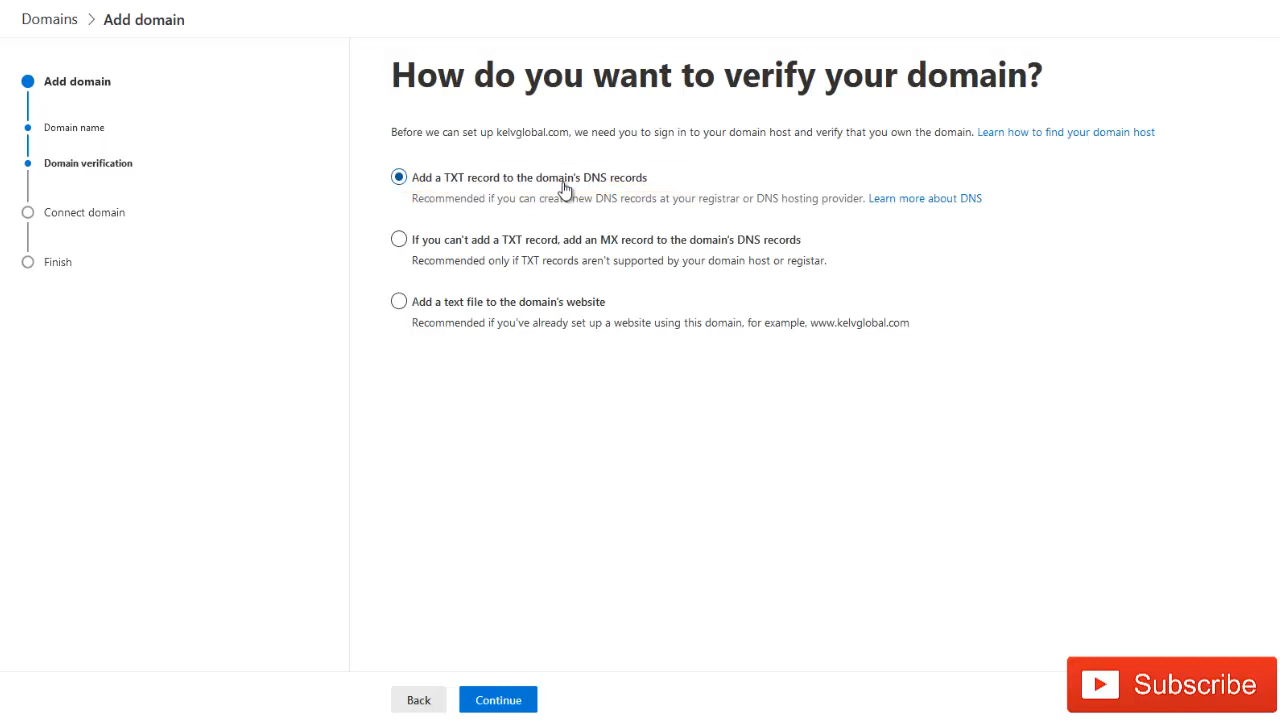 Domains > Add domain
Add domain
Domain name
Domain verification
Connect domain
Finish
How do you want to verify your domain?
Before we can set up kelvglobal.com, we need you to sign in to your domain host and verify that you own the domain. Learn how to find your domain host
Add a TXT record to the domain's DNS records
Recommended if you can create new DNS records at your registrar or DNS hosting provider. Learn more about DNS
If you can't add a TXT record, add an MX record to the domain's DNS records
Recommended only if TXT records aren't supported by your domain host or registar.
Add a text file to the domain's website
Recommended if you've already set up a website using this domain, for example, www.kelvglobal.com
Back
Continue
Subscribe